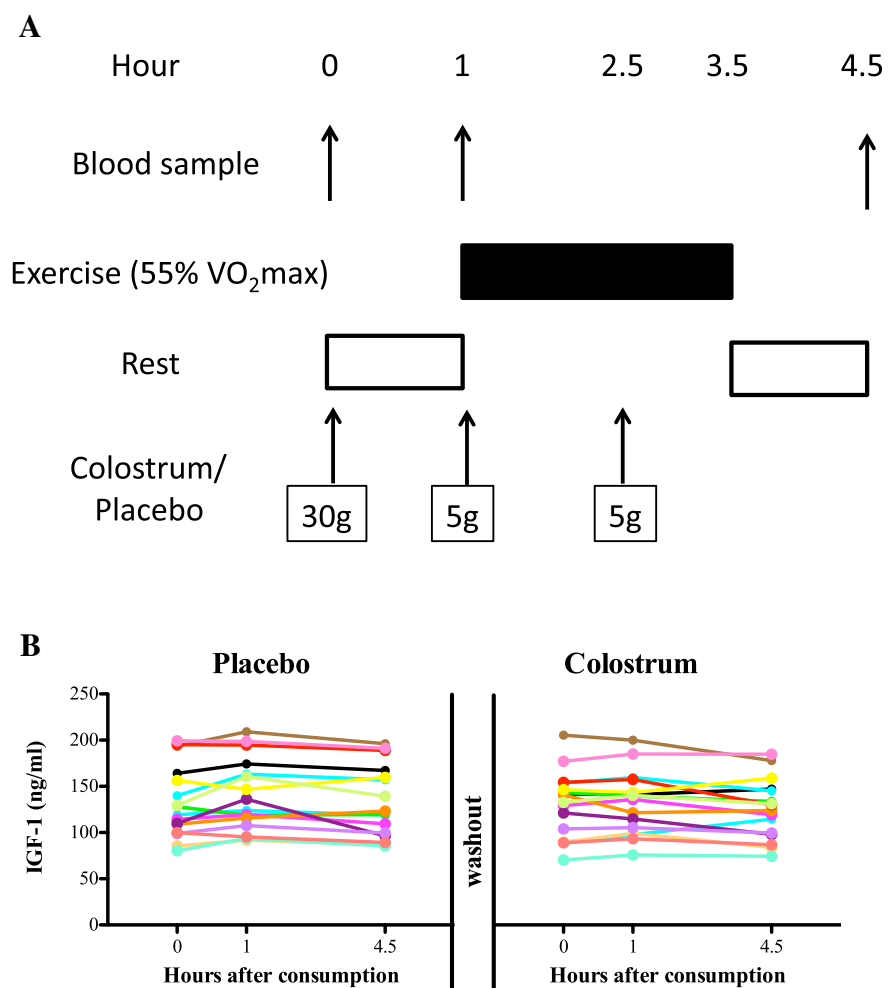 A
Hour 0 1 2.5 3.5 4.5
Blood sample
Exercise (55% VO2max)
Rest
Colostrum/
Placebo
30g 5g 5g
B
Placebo Colostrum
IGF-1 (ng/ml)
250
200
150
100
50
0
washout
0 1 4.5 0 1 4.5
Hours after consumption Hours after consumption